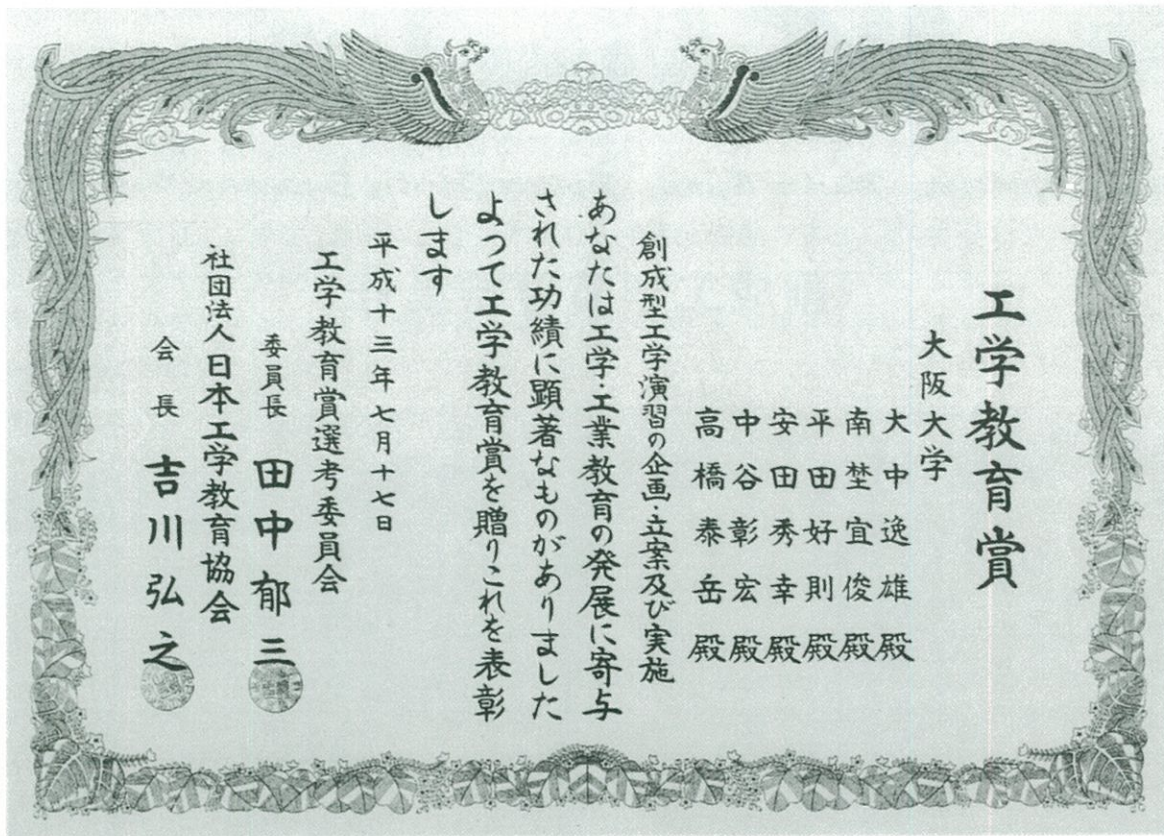 工学教育賞
大阪大学
大中逸雄殿
南埜宜俊殿
平田好則殿
安田秀幸殿
中谷彰宏殿
高橋泰岳殿
創成型工学演習の企画・立案及び実施
あなたは工学・工業教育の発展に寄与
された功績に顕著なものがありました
よって工学教育賞を贈りこれを表彰
します
平成十三年七月十七日
工学教育賞選考委員会
委員長 田中郁三
社団法人日本工学教育協会
会長 吉川弘之